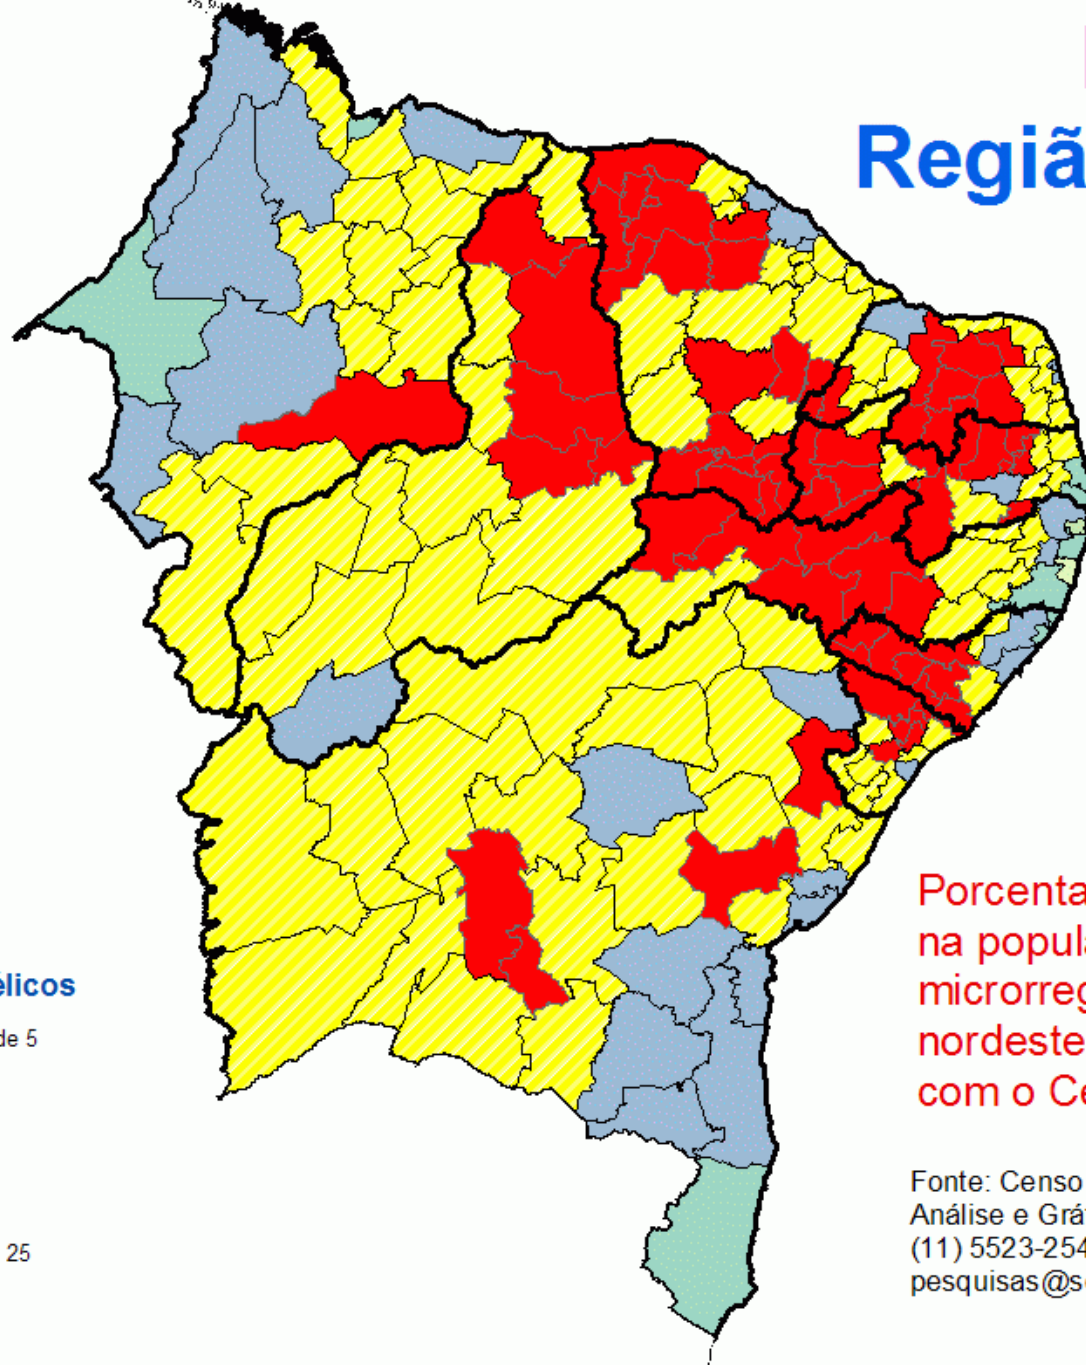 Regiã
Porcenta
na popula
microrreg
nordeste
com o Ce
élicos
de 5
25
Fonte: Censo
Análise e Grá
(11) 5523-254
pesquisas@s